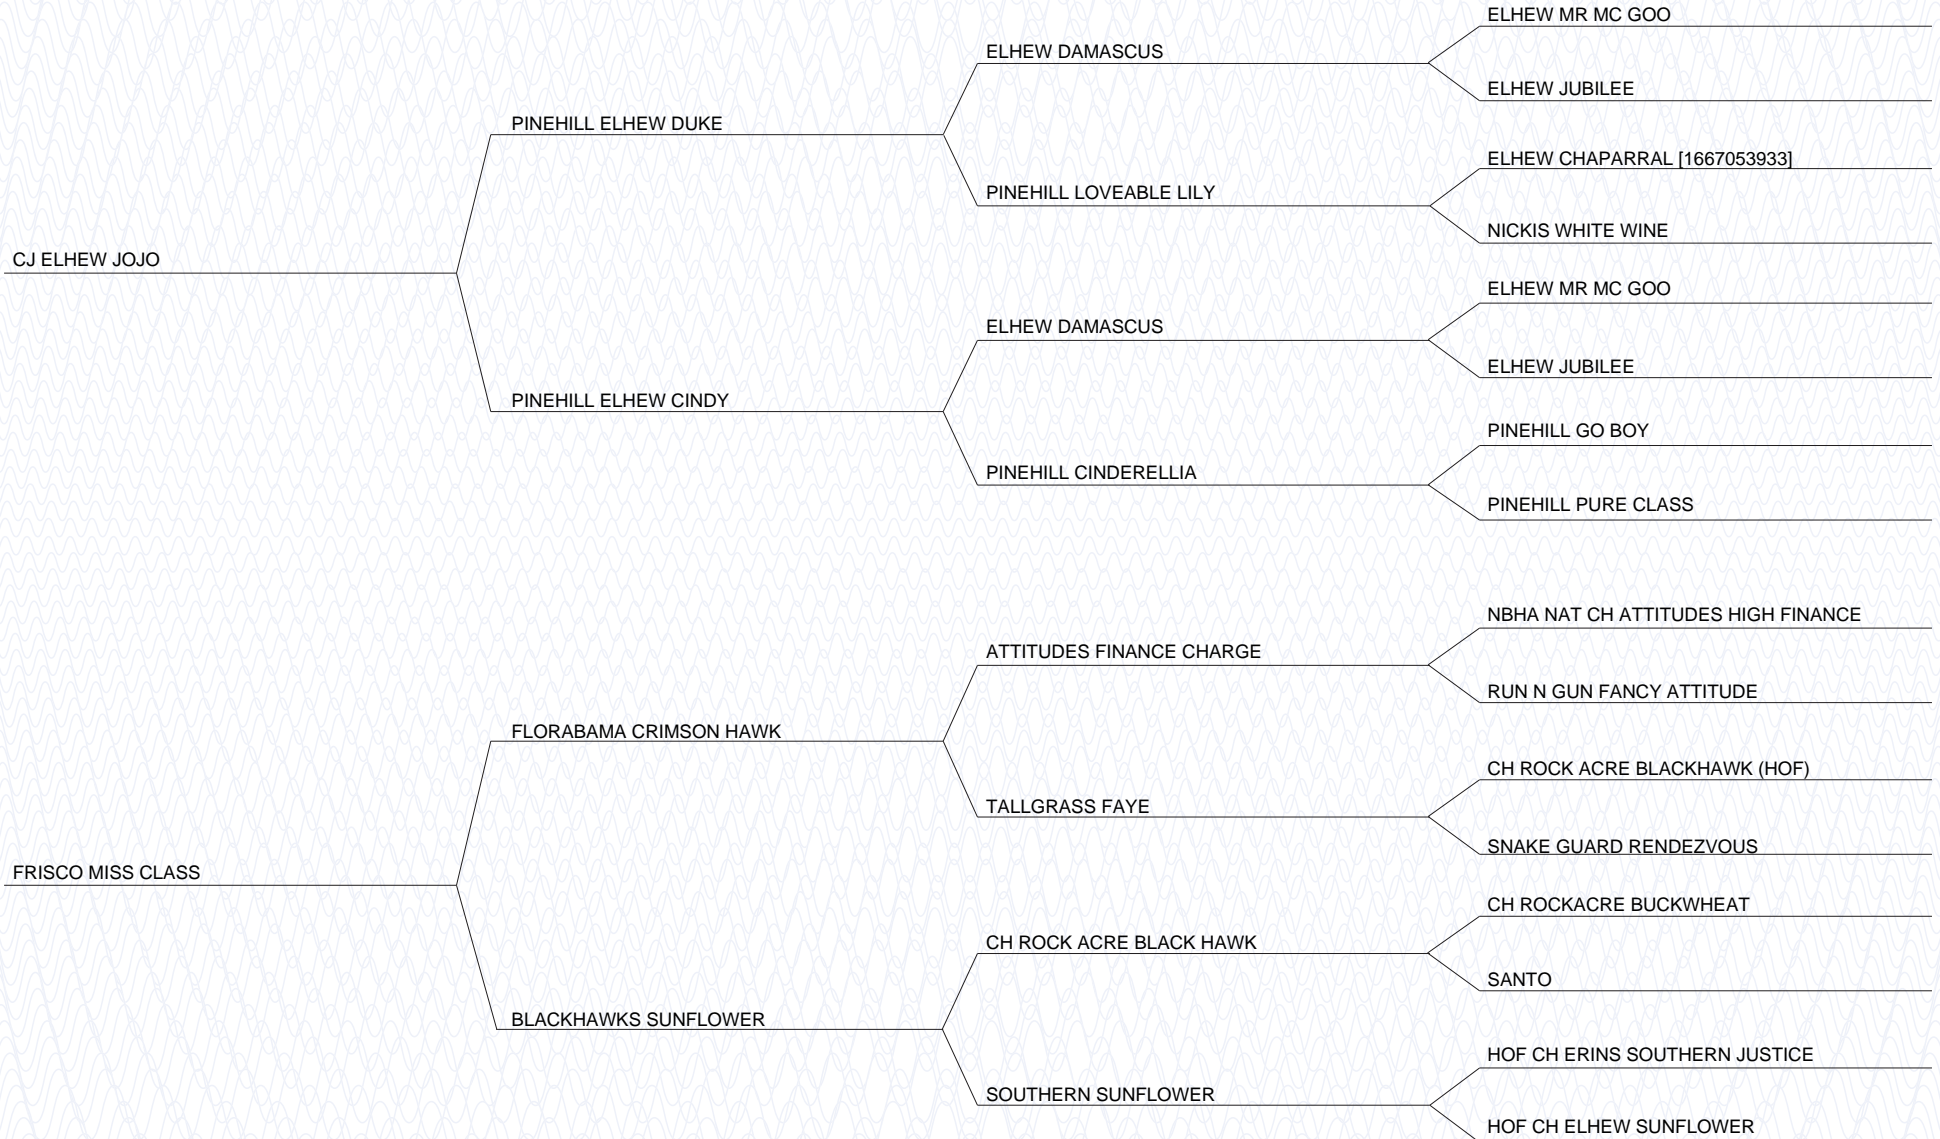 ELHEW MR MC GOO
ELHEW DAMASCUS
ELHEW JUBILEE
PINEHILL ELHEW DUKE
ELHEW CHAPARRAL [1667053933]
PINEHILL LOVEABLE LILY
NICKIS WHITE WINE
CJ ELHEW JOJO
ELHEW MR MC GOO
ELHEW DAMASCUS
ELHEW JUBILEE
PINEHILL ELHEW CINDY
PINEHILL GO BOY
PINEHILL CINDERELLIA
PINEHILL PURE CLASS
NBHA NAT CH ATTITUDES HIGH FINANCE
ATTITUDES FINANCE CHARGE
RUN N GUN FANCY ATTITUDE
FLORABAMA CRIMSON HAWK
CH ROCK ACRE BLACKHAWK (HOF)
TALLGRASS FAYE
SNAKE GUARD RENDEZVOUS
FRISCO MISS CLASS
CH ROCKACRE BUCKWHEAT
CH ROCK ACRE BLACK HAWK
SANTO
BLACKHAWKS SUNFLOWER
HOF CH ERINS SOUTHERN JUSTICE
SOUTHERN SUNFLOWER
HOF CH ELHEW SUNFLOWER